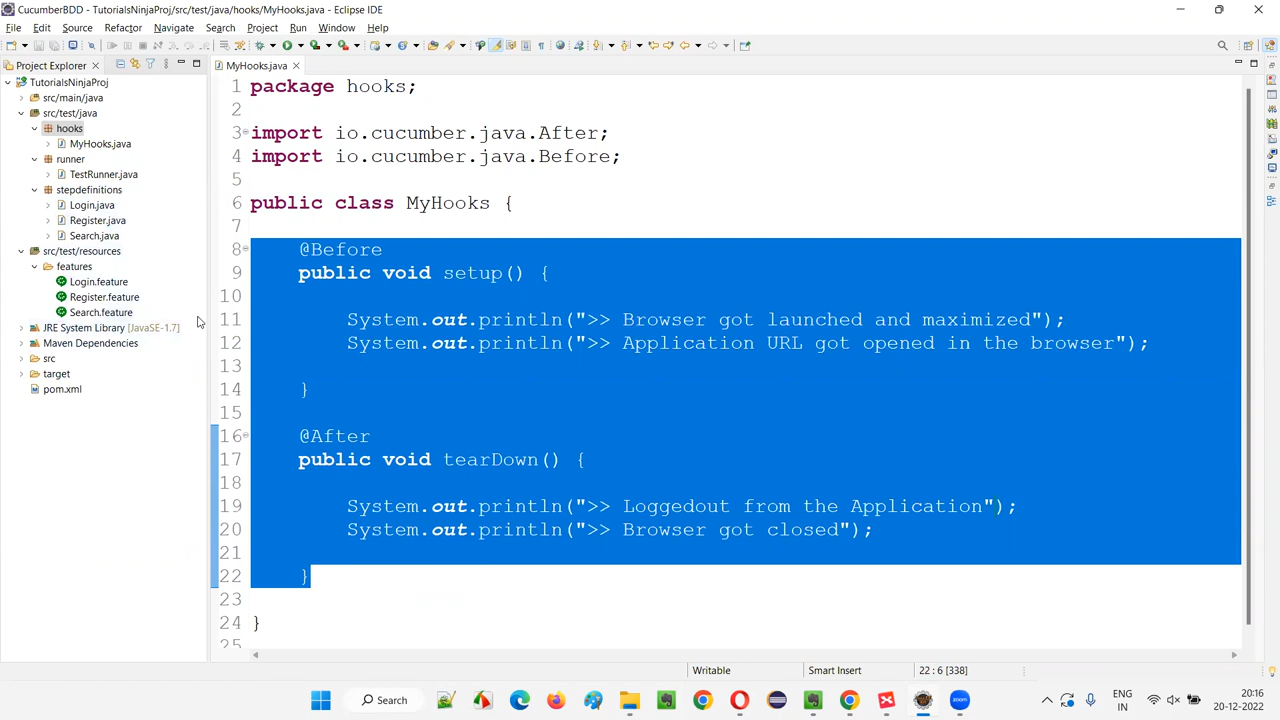 CucumberBDD - TutorialsNinjaProj/src/test/java/hooks/MyHooks.java - Eclipse IDE
File Edit Source Refactor Navigate Search Project Run Window Help
Project Explorer
MyHooks.java
TutorialsNinjaProj
src/main/java
src/test/java
hooks
MyHooks.java
runner
TestRunner.java
stepdefinitions
Login.java
Register.java
Search.java
src/test/resources
features
Login.feature
Register.feature
Search.feature
JRE System Library [JavaSE-1.7]
Maven Dependencies
src
target
pom.xml
1 package hooks;
2
3 import io.cucumber.java.After;
4 import io.cucumber.java.Before;
5
6 public class MyHooks {
7
8 @Before
9 public void setup() {
10
11 System.out.println(">> Browser got launched and maximized");
12 System.out.println(">> Application URL got opened in the browser");
13
14 }
15
16 @After
17 public void tearDown() {
18
19 System.out.println(">> Loggedout from the Application");
20 System.out.println(">> Browser got closed");
21
22 }
23
24 }
25
Writable Smart Insert 22 : 6 [338]
Search
ENG IN
20:16
20-12-2022